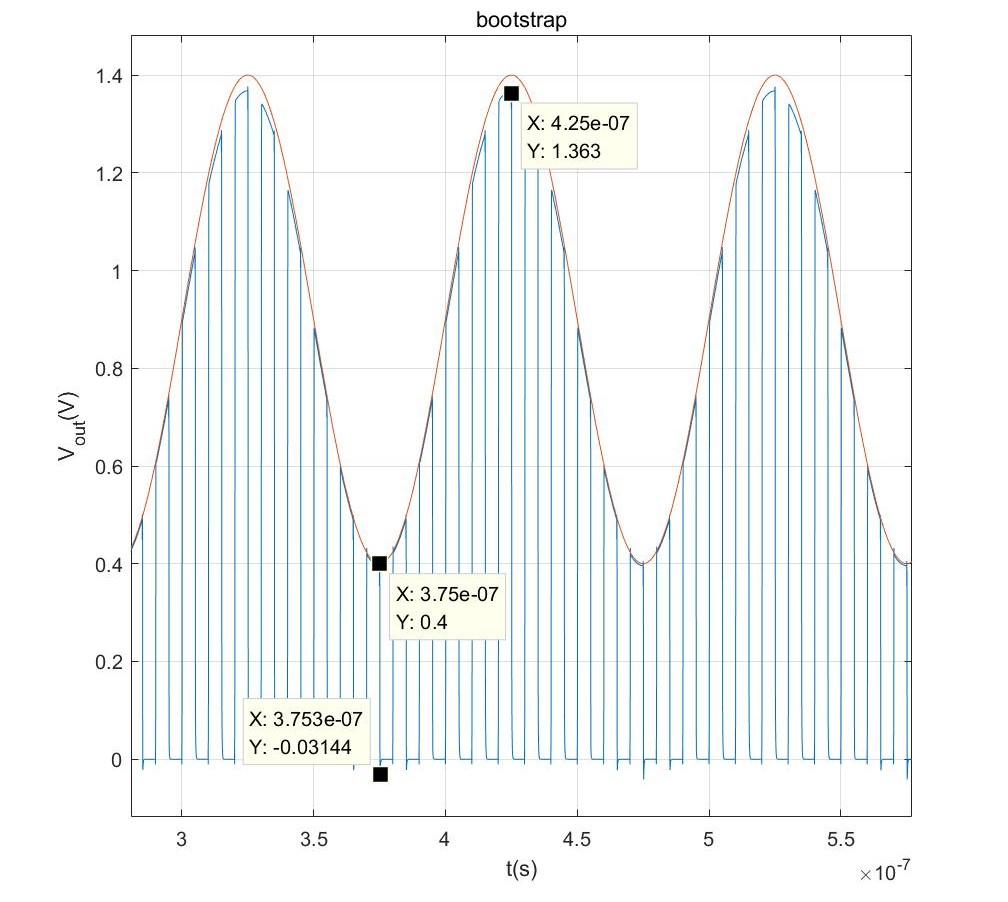 bootstrap
1.4
1.2
1
0.8
0.6
0.4
0.2
0
V_out(V)
X: 4.25e-07
Y: 1.363
X: 3.75e-07
Y: 0.4
X: 3.753e-07
Y: -0.03144
3 3.5 4 4.5 5 5.5
t(s)
×10^-7